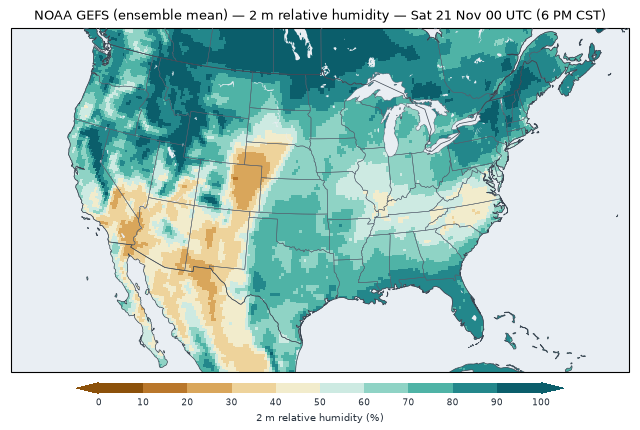 NOAA GEFS (ensemble mean) — 2 m relative humidity — Sat 21 Nov 00 UTC (6 PM CST)
0 10 20 30 40 50 60 70 80 90 100
2 m relative humidity (%)